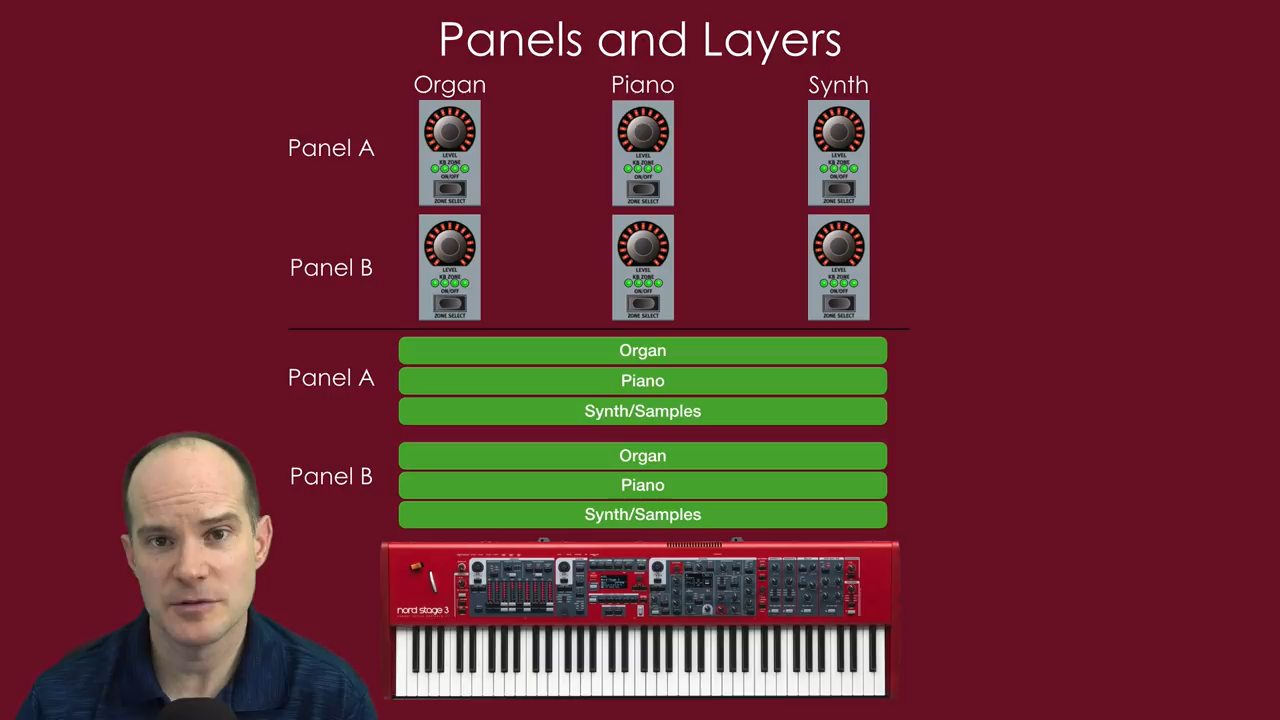 Panels and Layers
Organ Piano Synth
Panel A
LEVEL LEVEL LEVEL
KB ZONE KB ZONE KB ZONE
ON/OFF ON/OFF ON/OFF
ZONE SELECT ZONE SELECT ZONE SELECT
Panel B
LEVEL LEVEL LEVEL
KB ZONE KB ZONE KB ZONE
ON/OFF ON/OFF ON/OFF
ZONE SELECT ZONE SELECT ZONE SELECT
Panel A
Organ
Piano
Synth/Samples
Panel B
Organ
Piano
Synth/Samples
nord stage 3